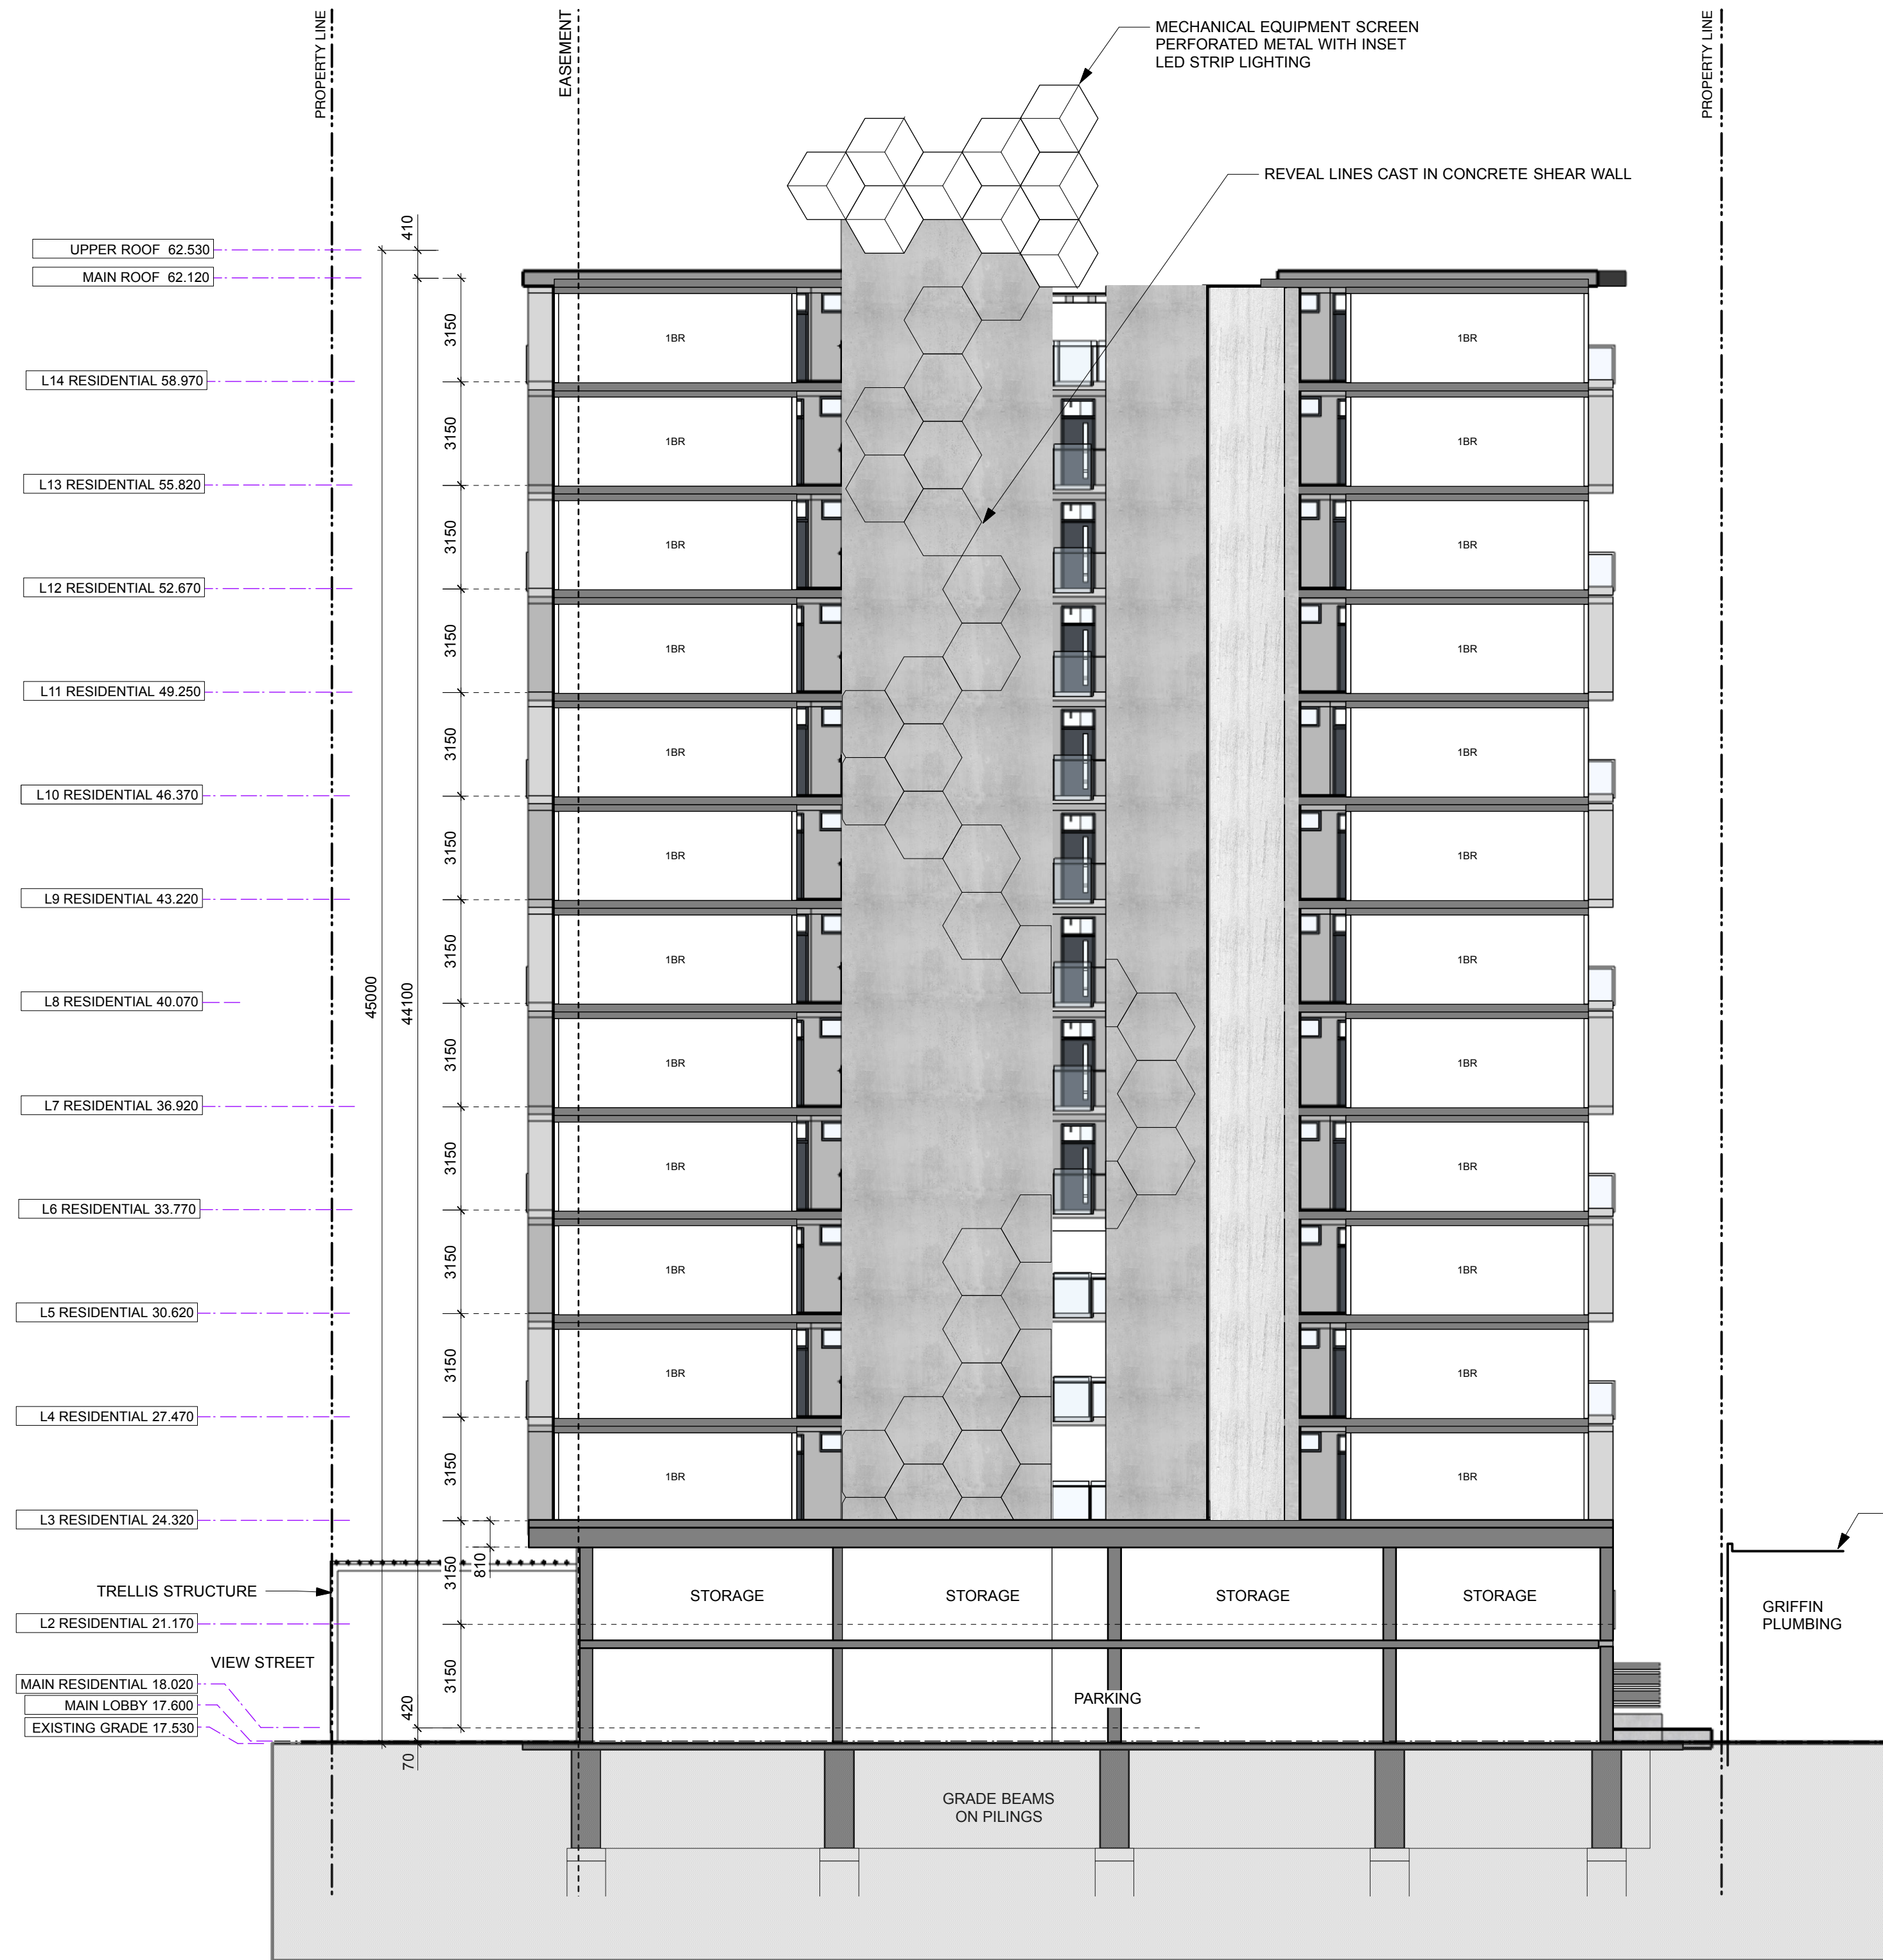 PROPERTY LINE
EASEMENT
MECHANICAL EQUIPMENT SCREEN
PERFORATED METAL WITH INSET
LED STRIP LIGHTING
PROPERTY LINE
REVEAL LINES CAST IN CONCRETE SHEAR WALL
410
UPPER ROOF 62.530
MAIN ROOF 62.120
3150
1BR
1BR
L14 RESIDENTIAL 58.970
3150
1BR
1BR
L13 RESIDENTIAL 55.820
3150
1BR
1BR
L12 RESIDENTIAL 52.670
3150
1BR
1BR
L11 RESIDENTIAL 49.250
3150
1BR
1BR
L10 RESIDENTIAL 46.370
3150
1BR
1BR
L9 RESIDENTIAL 43.220
3150
1BR
1BR
L8 RESIDENTIAL 40.070
45000
44100
3150
1BR
1BR
L7 RESIDENTIAL 36.920
3150
1BR
1BR
L6 RESIDENTIAL 33.770
3150
1BR
1BR
L5 RESIDENTIAL 30.620
3150
1BR
1BR
L4 RESIDENTIAL 27.470
3150
1BR
1BR
L3 RESIDENTIAL 24.320
3150
810
TRELLIS STRUCTURE
STORAGE
STORAGE
STORAGE
STORAGE
GRIFFIN
PLUMBING
L2 RESIDENTIAL 21.170
VIEW STREET
3150
MAIN RESIDENTIAL 18.020
MAIN LOBBY 17.600
EXISTING GRADE 17.530
420
PARKING
70
GRADE BEAMS
ON PILINGS